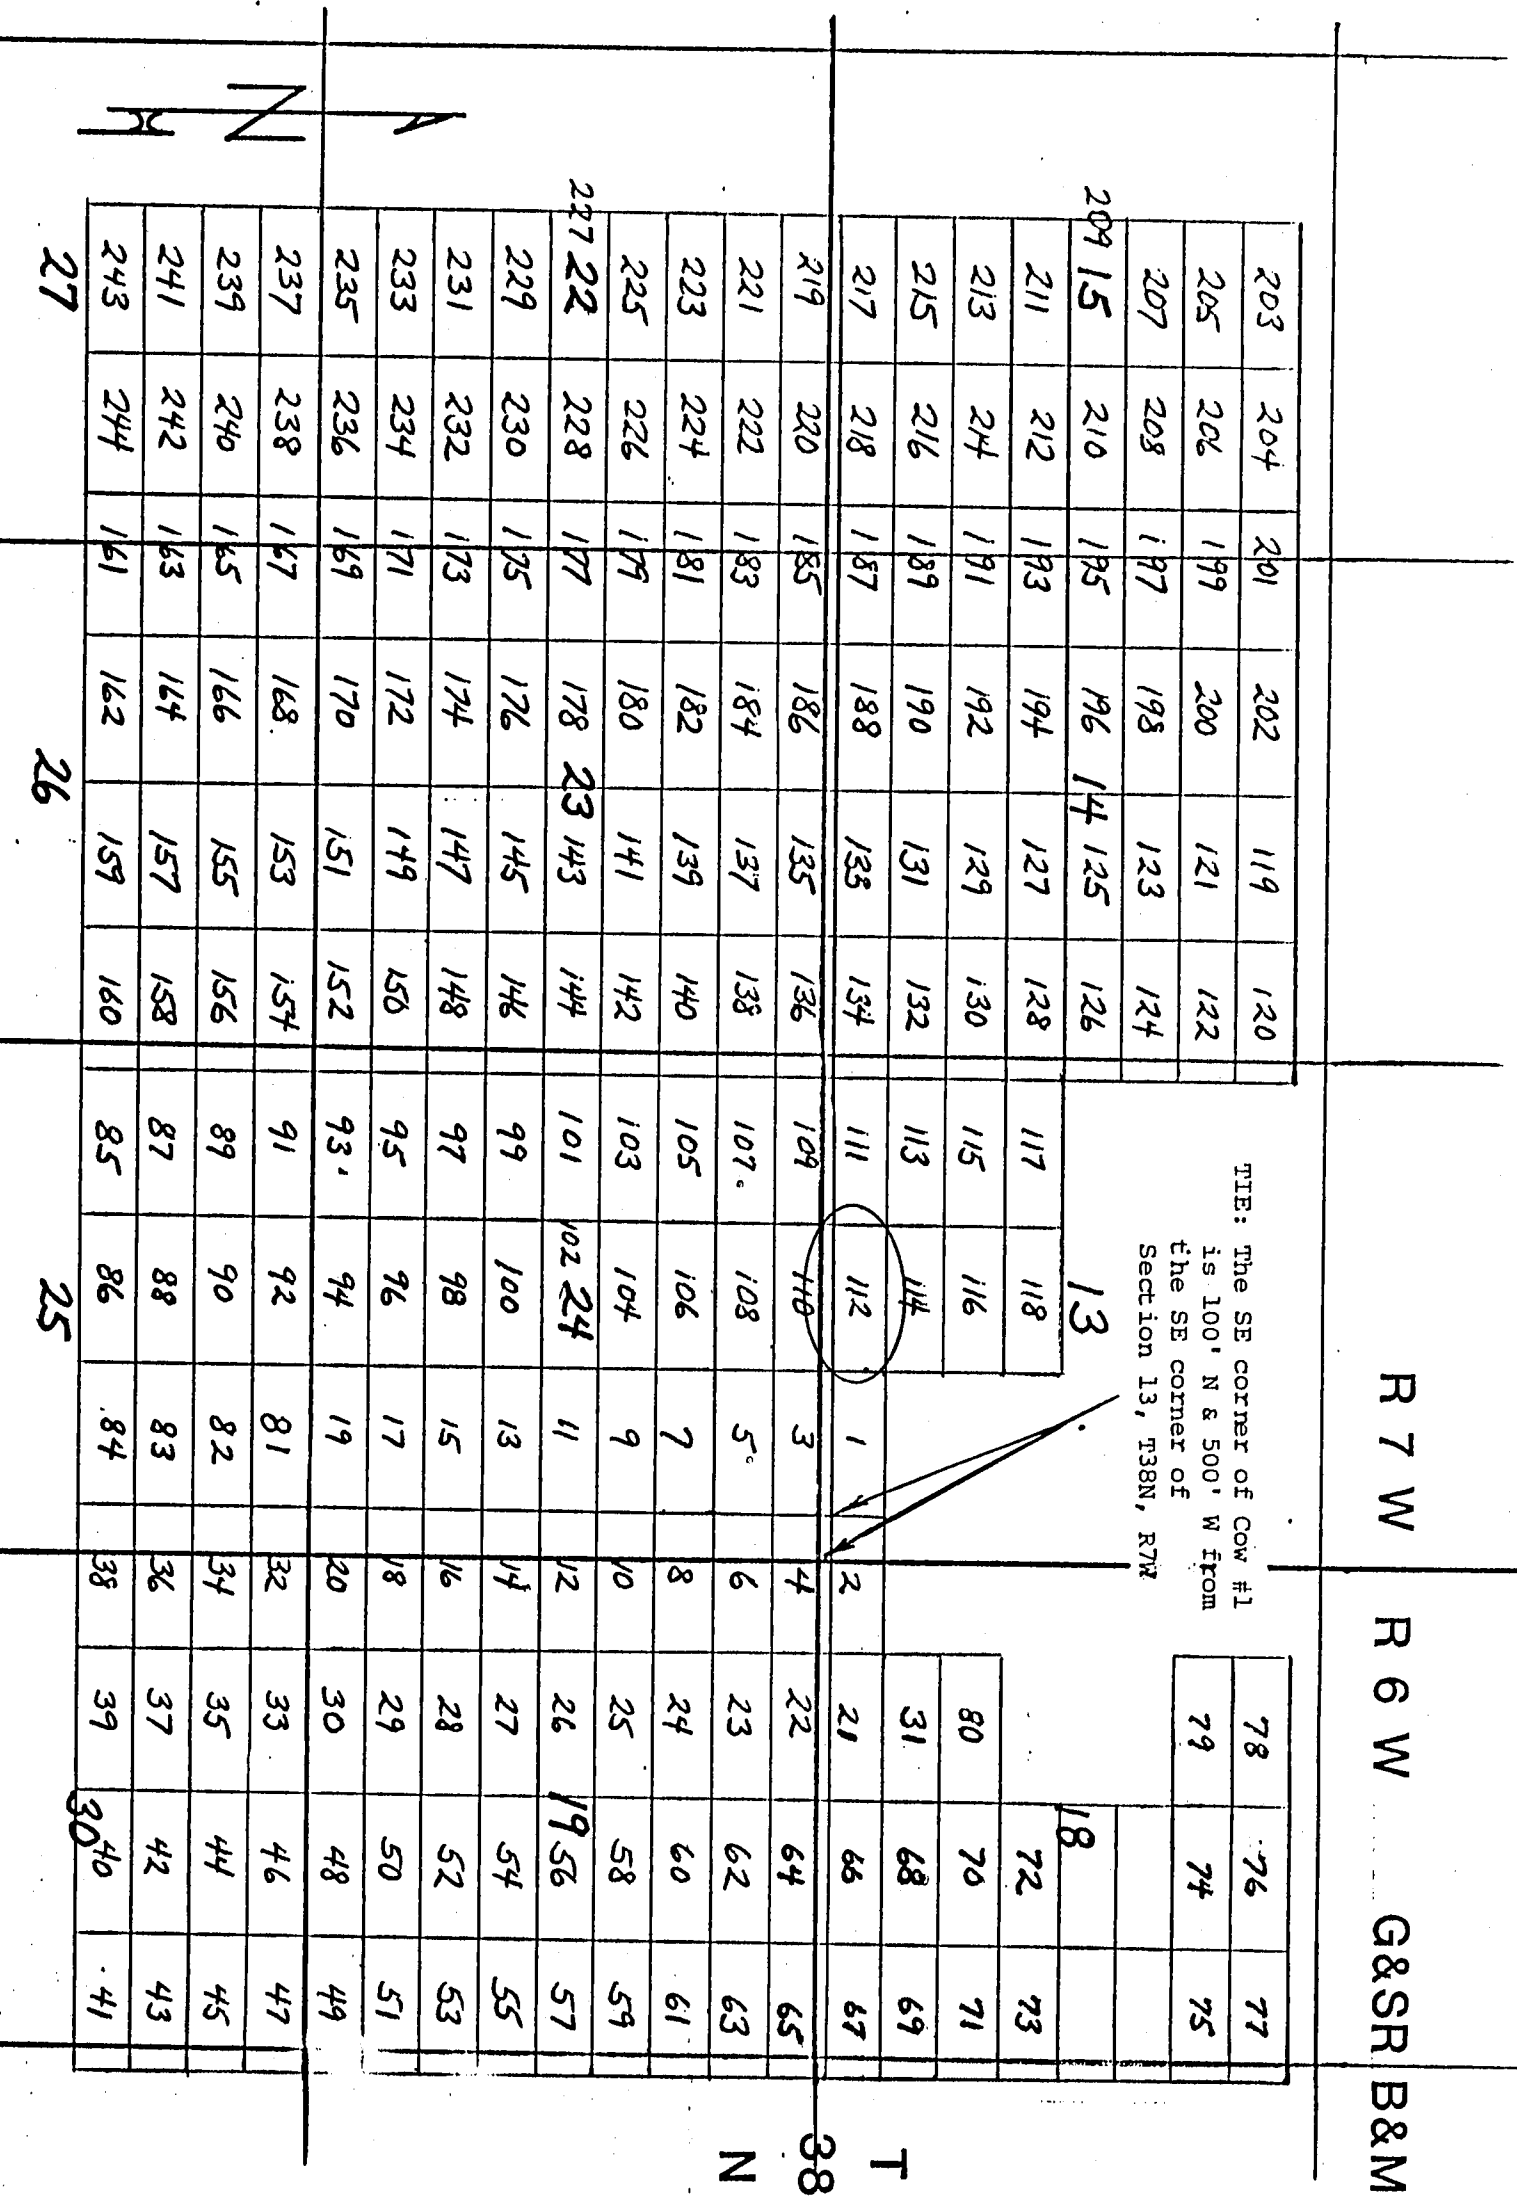 R 7 W R 6 W G&SR B&M
TIE: The SE corner of Cow #1
is 100' N & 500' W from
the SE corner of
Section 13, T38N, R7W
203 204 201 202 119 120 78 76 77
205 206 199 200 121 122 79 74 75
207 208 197 198 123 124
209 15 210 195 196 14 125 126 13 18
211 212 193 194 127 128 117 118 72 73
213 214 191 192 129 130 115 116 80 70 71
215 216 189 190 131 132 113 114 31 68 69
217 218 187 188 133 134 111 112 1 2 21 66 67
T
219 220 185 186 135 136 109 110 3 4 22 64 65
38
221 222 183 184 137 138 107 108 5 6 23 62 63
N
223 224 181 182 139 140 105 106 7 8 24 60 61
225 226 179 180 141 142 103 104 9 10 25 58 59
227 22 228 177 178 23 143 144 101 102 24 11 12 26 19 56 57
229 230 175 176 145 146 99 100 13 14 27 54 55
231 232 173 174 147 148 97 98 15 16 28 52 53
233 234 171 172 149 150 95 96 17 18 29 50 51
235 236 169 170 151 152 93 94 19 20 30 48 49
237 238 167 168 153 154 91 92 81 32 33 46 47
N
239 240 165 166 155 156 89 90 82 34 35 44 45
241 242 163 164 157 158 87 88 83 36 37 42 43
243 244 161 162 159 160 85 86 84 38 39 40 41
27 26 25 30